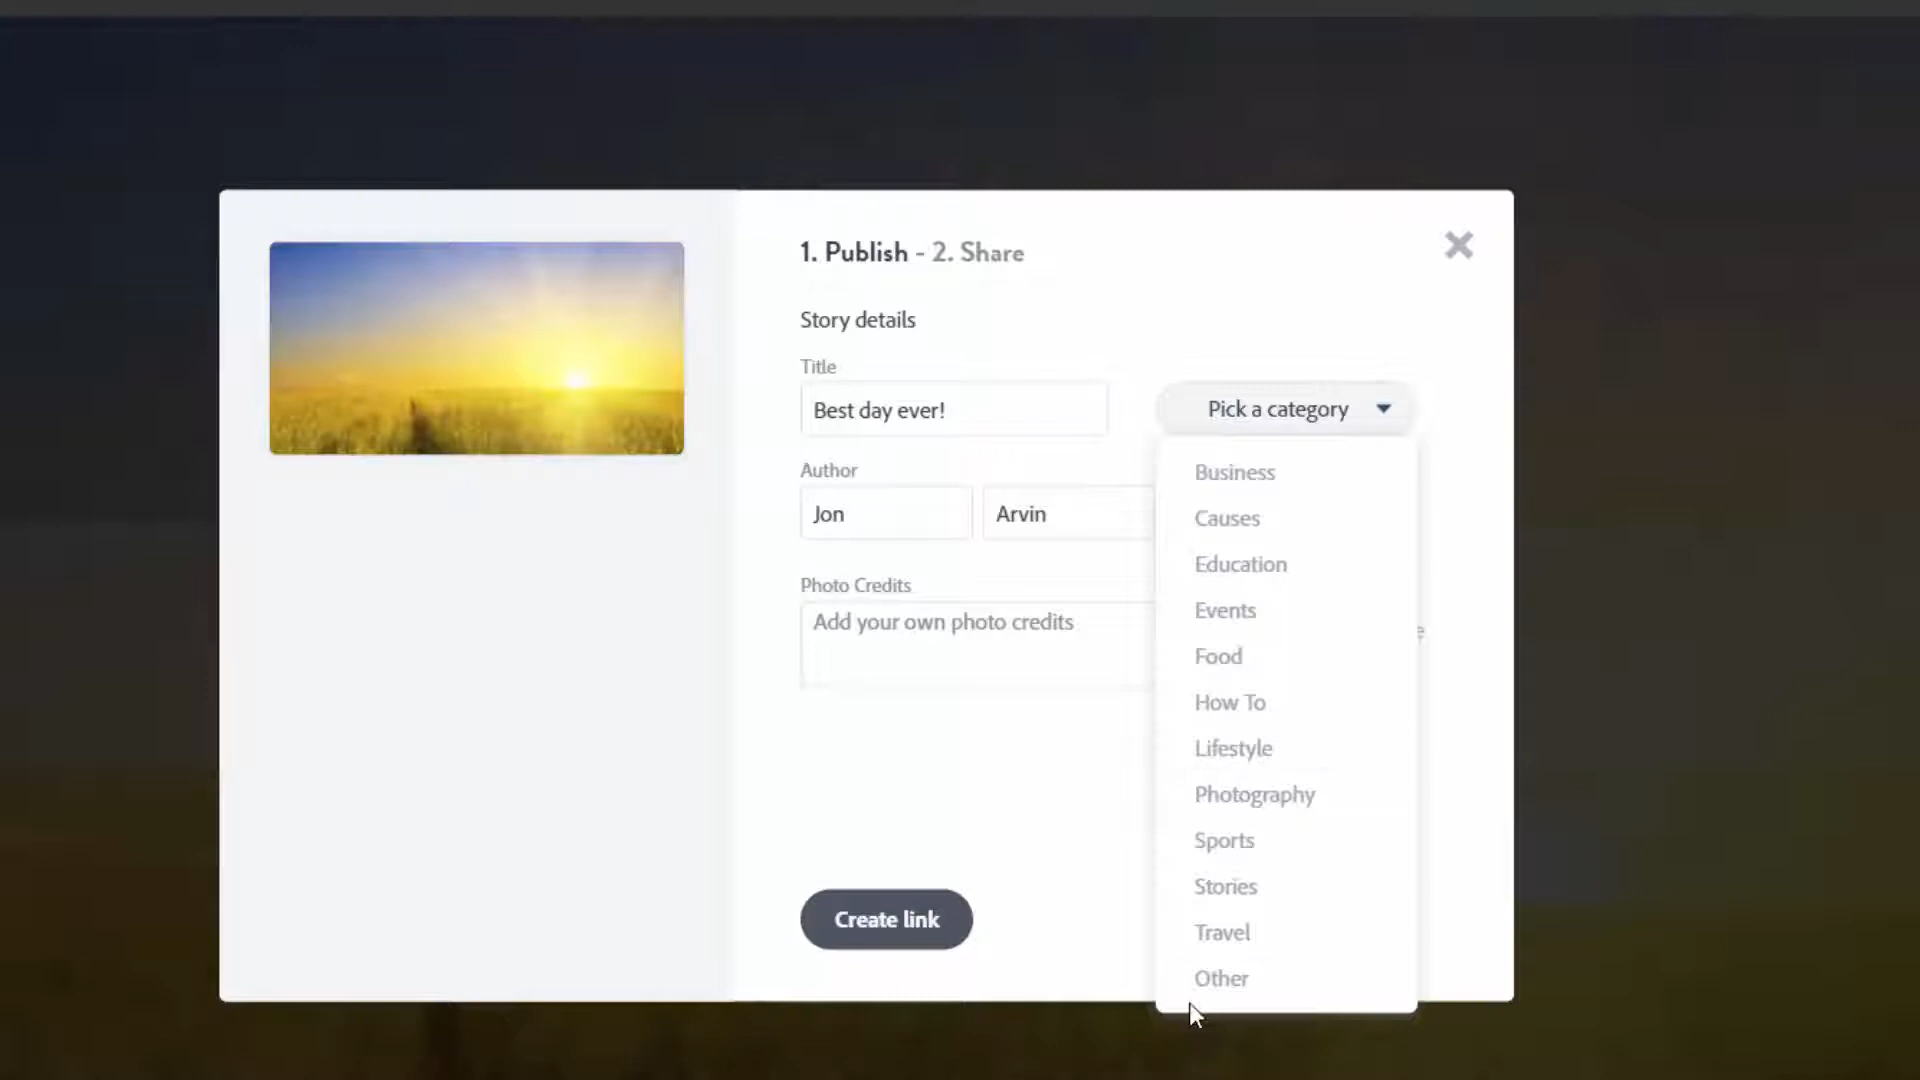 1. Publish - 2. Share
Story details
Title
Best day ever!
Pick a category
Author
Jon
Arvin
Photo Credits
Add your own photo credits
Business
Causes
Education
Events
Food
How To
Lifestyle
Photography
Sports
Stories
Travel
Other
Create link